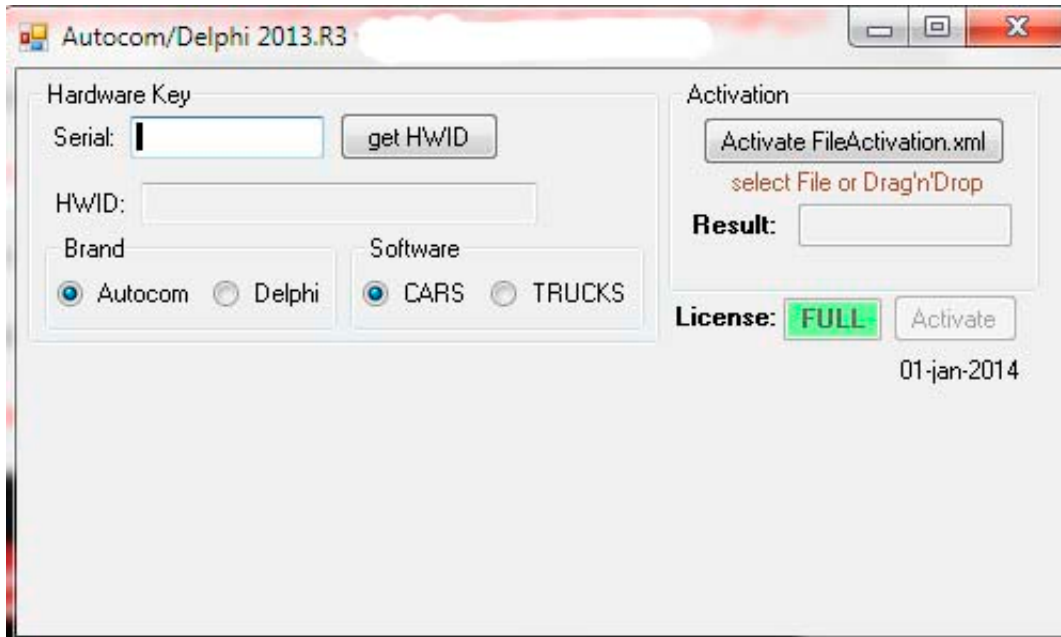 Autocom/Delphi 2013.R3
Hardware Key
Serial:
get HWID
HWID:
Brand
Autocom
Delphi
Software
CARS
TRUCKS
Activation
Activate FileActivation.xml
select File or Drag'n'Drop
Result:
License:
FULL
Activate
01-jan-2014